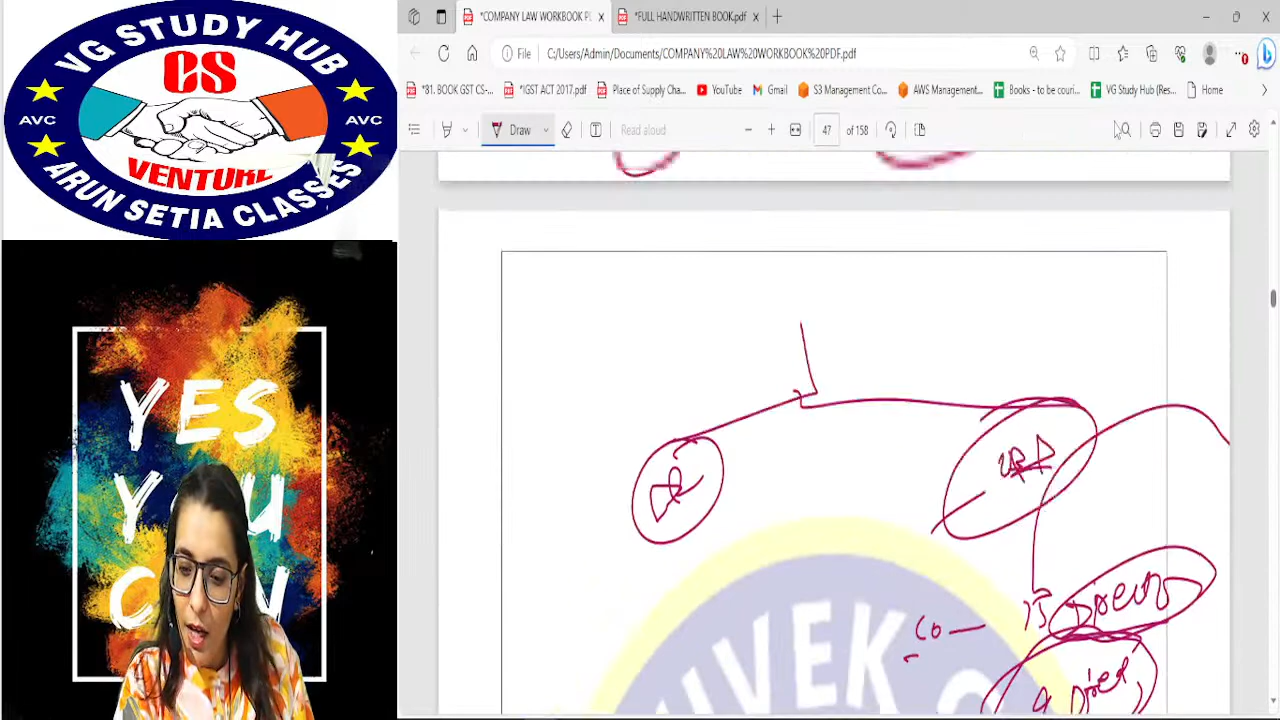 VG STUDY HUB
CS
AVC
AVC
VENTURE
ARUN SETIA CLASSES
YES
Y U
C
*COMPANY LAW WORKBOOK P
*FULL HANDWRITTEN BOOK.pdf
File
C:/Users/Admin/Documents/COMPANY%20LAW%20WORKBOOK%20PDF.pdf
*81. BOOK GST CS-...
*IGST ACT 2017.pdf
Place of Supply Cha...
YouTube
Gmail
S3 Management Co...
AWS Management...
Books - to be couri...
VG Study Hub (Res...
Home
Draw
Read aloud
47 of 158
Co
15
VIVEK